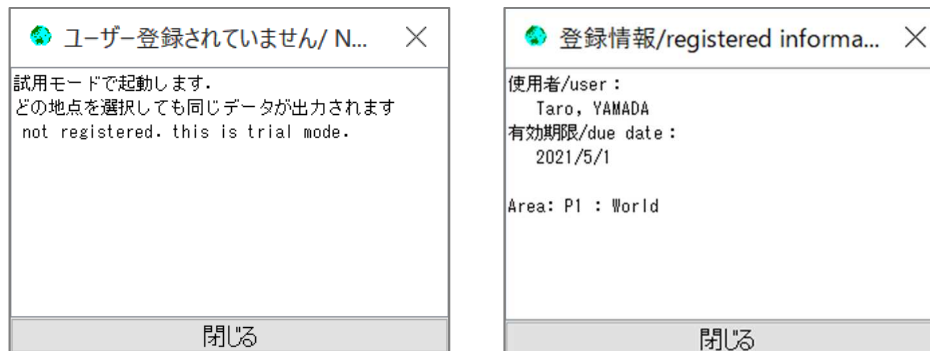 ユーザー登録されていません/ N...
試用モードで起動します.
どの地点を選択しても同じデータが出力されます
not registered. this is trial mode.
閉じる
登録情報/registered informa...
使用者/user：
Taro, YAMADA
有効期限/due date：
2021/5/1
Area: P1 : World
閉じる